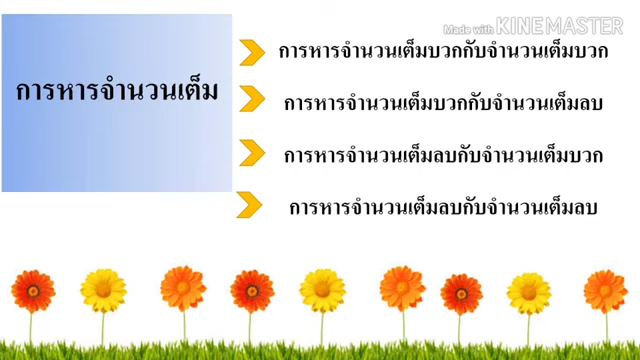 Made with KINEMASTER
การหารจำนวนเต็ม
การหารจำนวนเต็มบวกกับจำนวนเต็มบวก
การหารจำนวนเต็มบวกกับจำนวนเต็มลบ
การหารจำนวนเต็มลบกับจำนวนเต็มบวก
การหารจำนวนเต็มลบกับจำนวนเต็มลบ